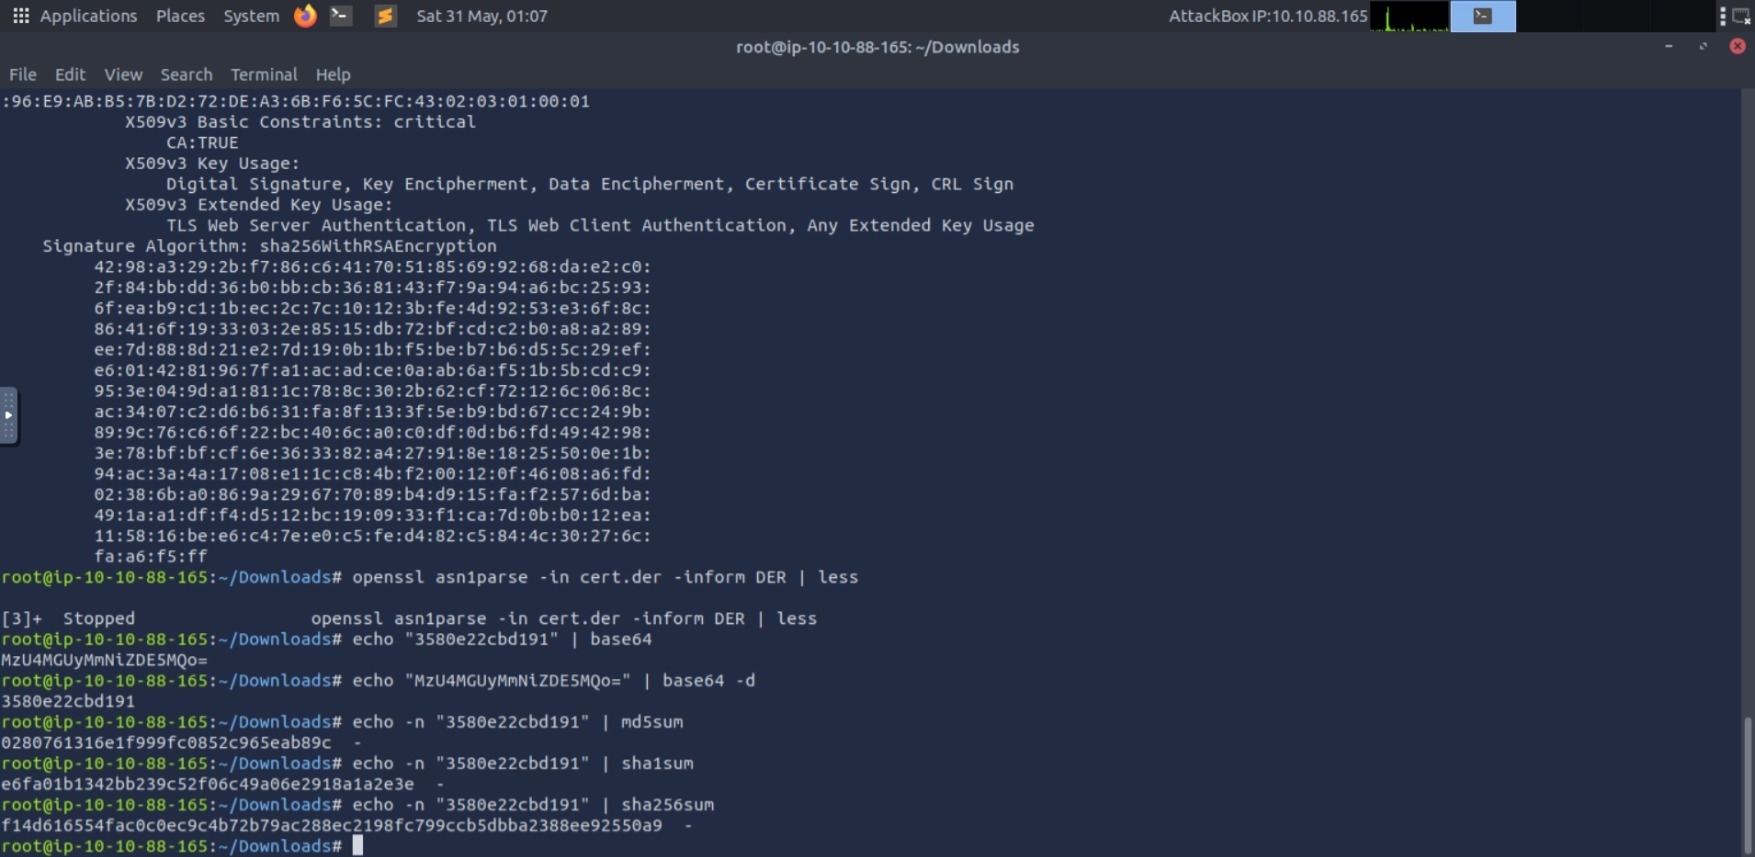 Applications Places System Sat 31 May, 01:07 AttackBox IP:10.10.88.165
root@ip-10-10-88-165: ~/Downloads
File Edit View Search Terminal Help
:96:E9:AB:B5:7B:D2:72:DE:A3:6B:F6:5C:FC:43:02:03:01:00:01
X509v3 Basic Constraints: critical
CA:TRUE
X509v3 Key Usage:
Digital Signature, Key Encipherment, Data Encipherment, Certificate Sign, CRL Sign
X509v3 Extended Key Usage:
TLS Web Server Authentication, TLS Web Client Authentication, Any Extended Key Usage
Signature Algorithm: sha256WithRSAEncryption
42:98:a3:29:2b:f7:86:c6:41:70:51:85:69:92:68:da:e2:c0:
2f:84:bb:dd:36:b0:bb:cb:36:81:43:f7:9a:94:a6:bc:25:93:
6f:ea:b9:c1:1b:ec:2c:7c:10:12:3b:fe:4d:92:53:e3:6f:8c:
86:41:6f:19:33:03:2e:85:15:db:72:bf:cd:c2:b0:a8:a2:89:
ee:7d:88:8d:21:e2:7d:19:0b:1b:f5:be:b7:b6:d5:5c:29:ef:
e6:01:42:81:96:7f:a1:ac:ad:ce:0a:ab:6a:f5:1b:5b:cd:c9:
95:3e:04:9d:a1:81:1c:78:8c:30:2b:62:cf:72:12:6c:06:8c:
ac:34:07:c2:d6:b6:31:fa:8f:13:3f:5e:b9:bd:67:cc:24:9b:
89:9c:76:c6:6f:22:bc:40:6c:a0:c0:df:0d:b6:fd:49:42:98:
3e:78:bf:bf:cf:6e:36:33:82:a4:27:91:8e:18:25:50:0e:1b:
94:ac:3a:4a:17:08:e1:1c:c8:4b:f2:00:12:0f:46:08:a6:fd:
02:38:6b:a0:86:9a:29:67:70:89:b4:d9:15:fa:f2:57:6d:ba:
49:1a:a1:df:f4:d5:12:bc:19:09:33:f1:ca:7d:0b:b0:12:ea:
11:58:16:be:e6:c4:7e:e0:c5:fe:d4:82:c5:84:4c:30:27:6c:
fa:a6:f5:ff
root@ip-10-10-88-165:~/Downloads# openssl asn1parse -in cert.der -inform DER | less
[3]+ Stopped openssl asn1parse -in cert.der -inform DER | less
root@ip-10-10-88-165:~/Downloads# echo "3580e22cbd191" | base64
MzU4MGUyMmNiZDE5MQo=
root@ip-10-10-88-165:~/Downloads# echo "MzU4MGUyMmNiZDE5MQo=" | base64 -d
3580e22cbd191
root@ip-10-10-88-165:~/Downloads# echo -n "3580e22cbd191" | md5sum
0280761316e1f999fc0852c965eab89c -
root@ip-10-10-88-165:~/Downloads# echo -n "3580e22cbd191" | sha1sum
e6fa01b1342bb239c52f06c49a06e2918a1a2e3e -
root@ip-10-10-88-165:~/Downloads# echo -n "3580e22cbd191" | sha256sum
f14d616554fac0c0ec9c4b72b79ac288ec2198fc799ccb5dbba2388ee92550a9 -
root@ip-10-10-88-165:~/Downloads#